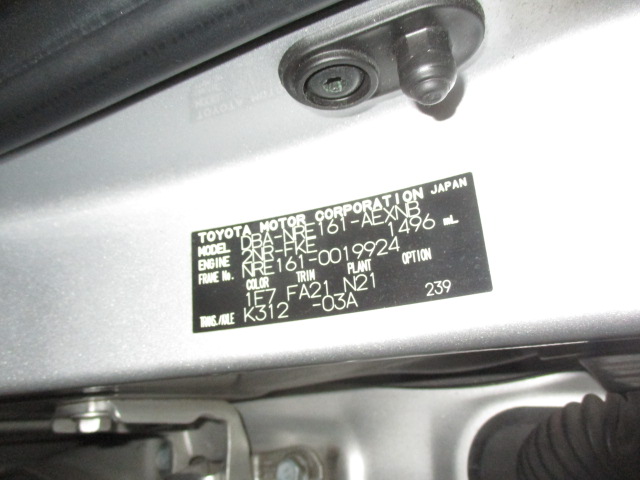 TOYOTA MOTOR CORPORATION JAPAN
MODEL DBA-NRE161-AEXNB
ENGINE 2NR-FKE 1496 mL
FRAME No. NRE161-0019924
COLOR TRIM PLANT OPTION
1E7 FA21 N21
TRANS./AXLE K312 -03A 239